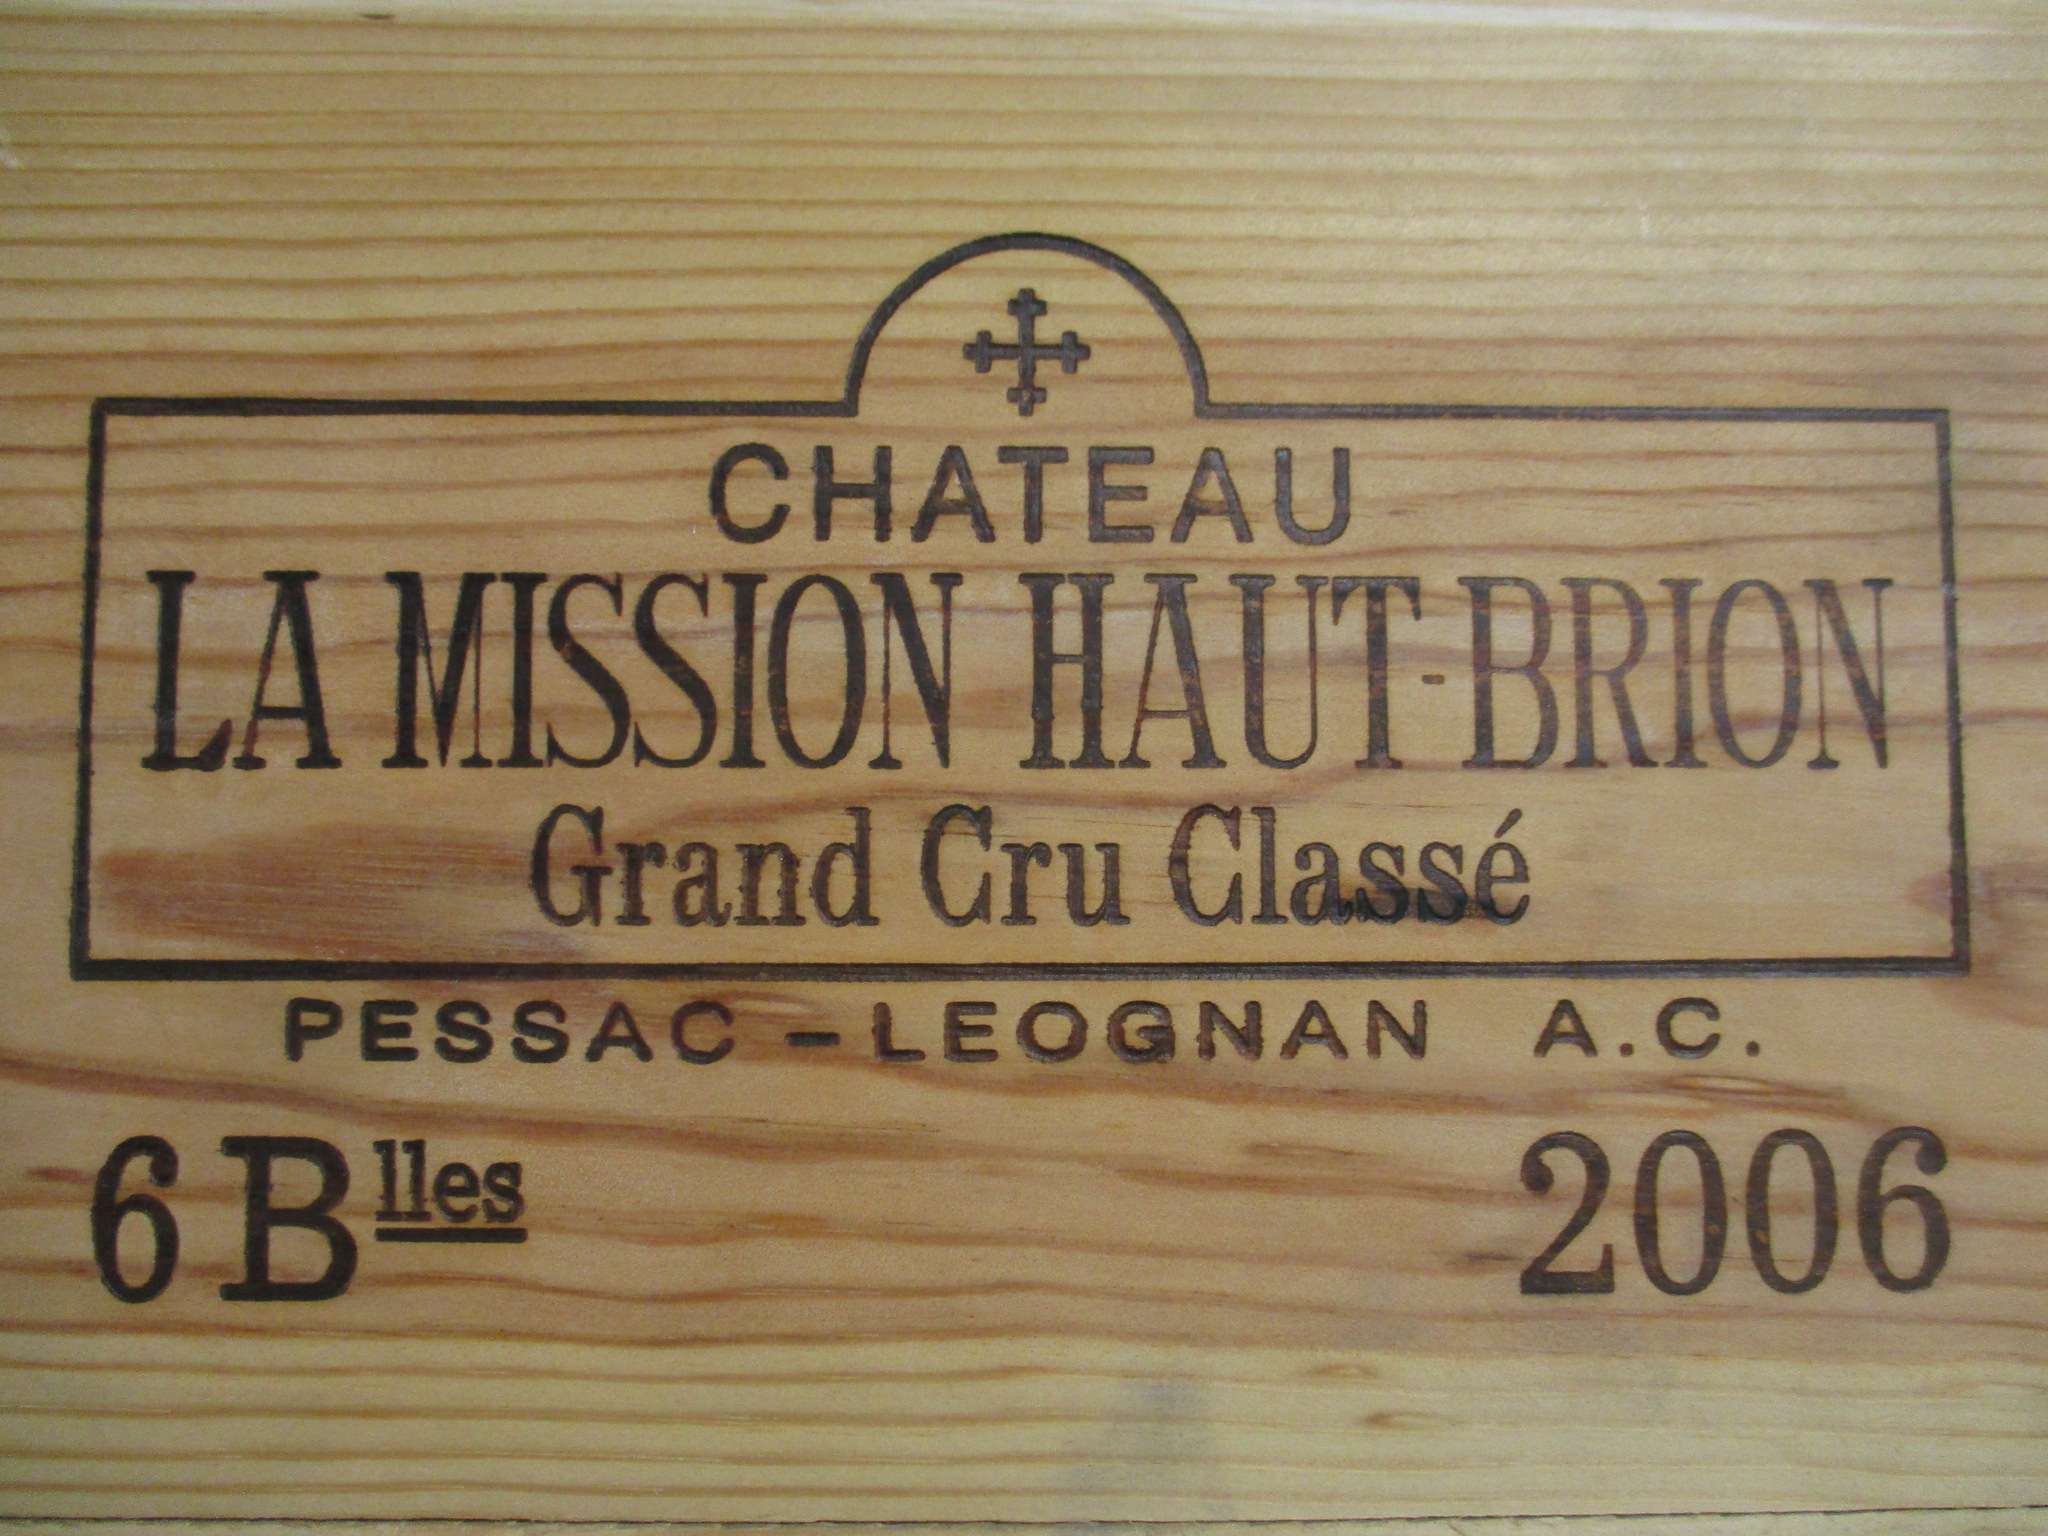 CHATEAU
LA MISSION HAUT-BRION
Grand Cru Classé
PESSAC - LEOGNAN A.C.
6 Blles 2006